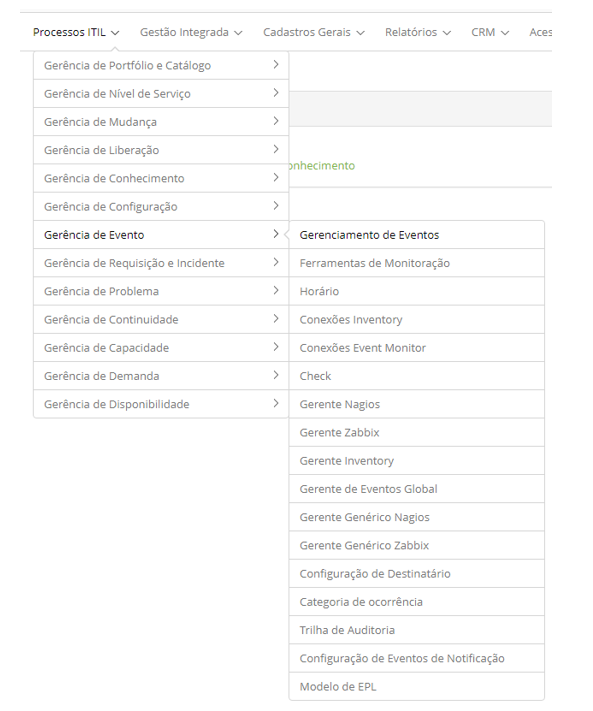 Processos ITIL Gestão Integrada Cadastros Gerais Relatórios CRM Aces
Gerência de Portfólio e Catálogo
Gerência de Nível de Serviço
Gerência de Mudança
Gerência de Liberação
onhecimento
Gerência de Conhecimento
Gerência de Configuração
Gerência de Evento
Gerência de Requisição e Incidente
Gerência de Problema
Gerência de Continuidade
Gerência de Capacidade
Gerência de Demanda
Gerência de Disponibilidade
Gerenciamento de Eventos
Ferramentas de Monitoração
Horário
Conexões Inventory
Conexões Event Monitor
Check
Gerente Nagios
Gerente Zabbix
Gerente Inventory
Gerente de Eventos Global
Gerente Genérico Nagios
Gerente Genérico Zabbix
Configuração de Destinatário
Categoria de ocorrência
Trilha de Auditoria
Configuração de Eventos de Notificação
Modelo de EPL